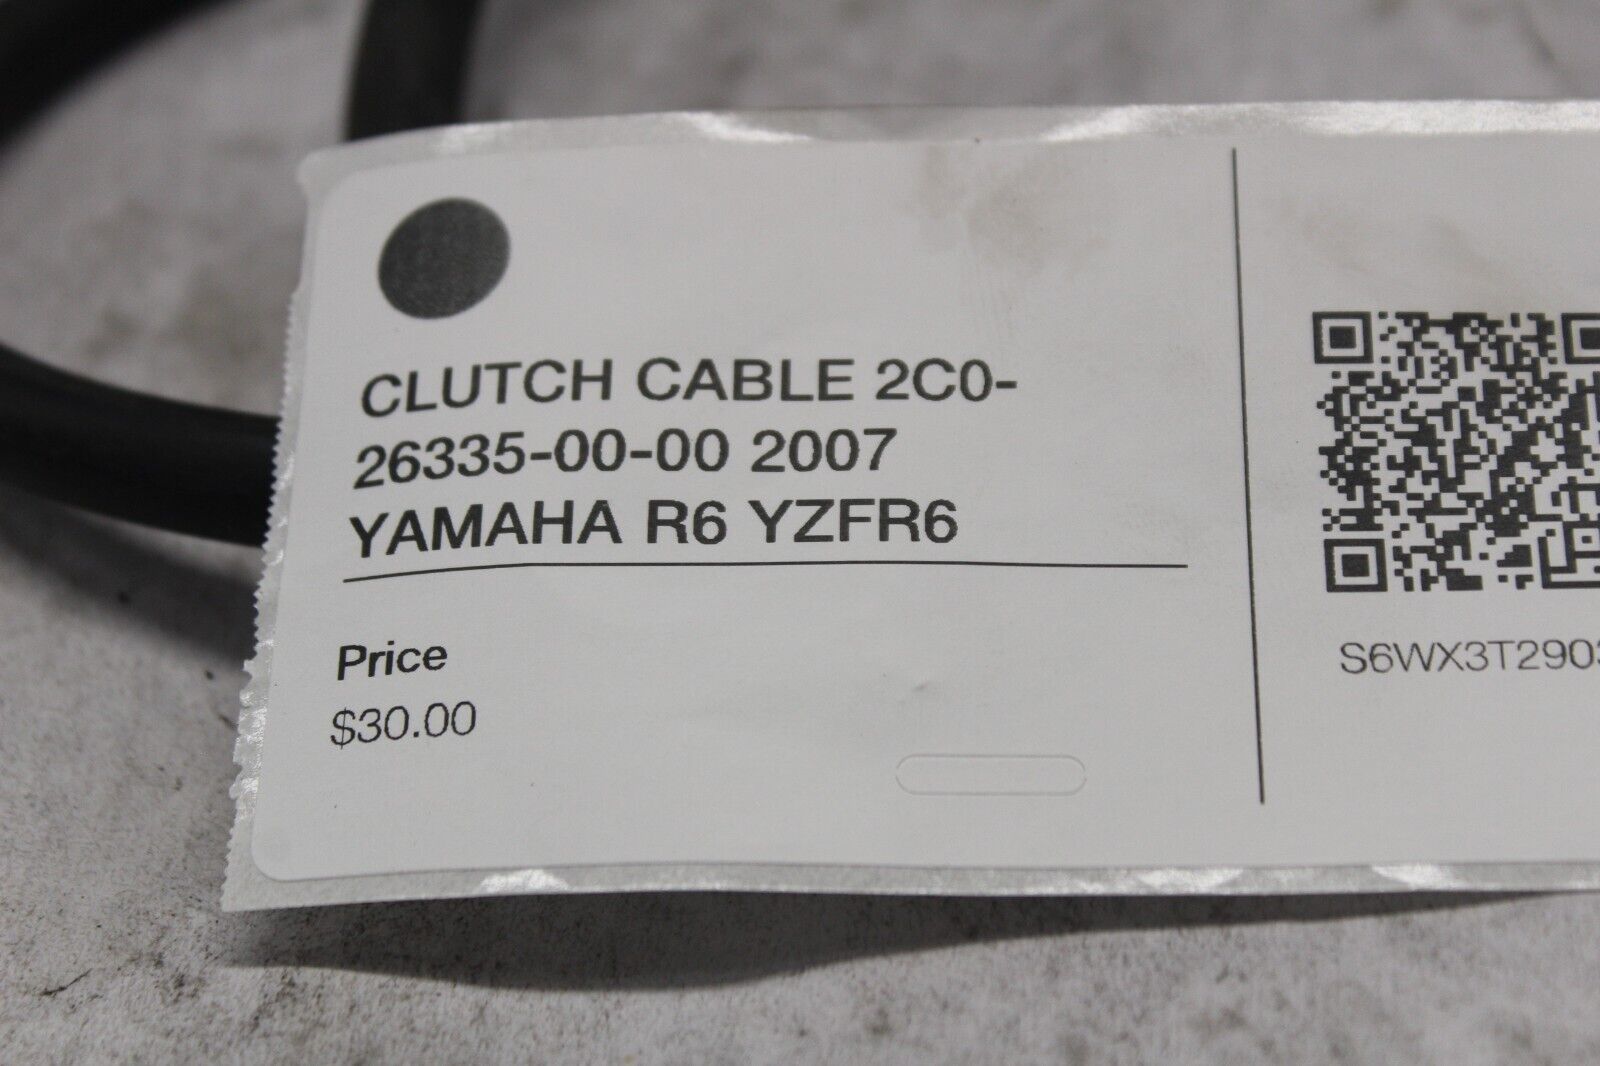 CLUTCH CABLE 2C0-
26335-00-00 2007
YAMAHA R6 YZFR6
Price
$30.00
S6WX3T2903